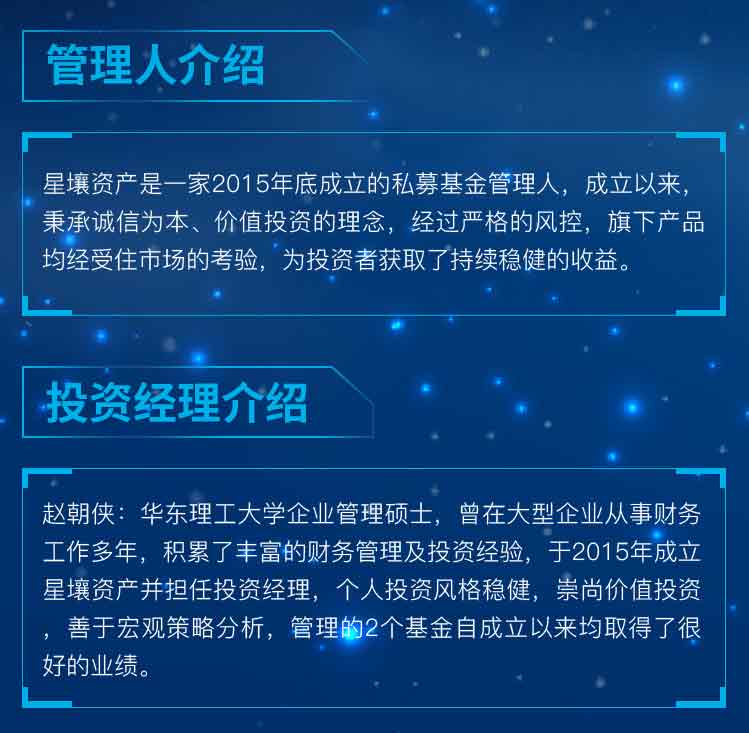 管理人介绍
星壤资产是一家2015年底成立的私募基金管理人，成立以来，
秉承诚信为本、价值投资的理念，经过严格的风控，旗下产品
均经受住市场的考验，为投资者获取了持续稳健的收益。
投资经理介绍
赵朝侠：华东理工大学企业管理硕士，曾在大型企业从事财务
工作多年，积累了丰富的财务管理及投资经验，于2015年成立
星壤资产并担任投资经理，个人投资风格稳健，崇尚价值投资
，善于宏观策略分析，管理的2个基金自成立以来均取得了很
好的业绩。